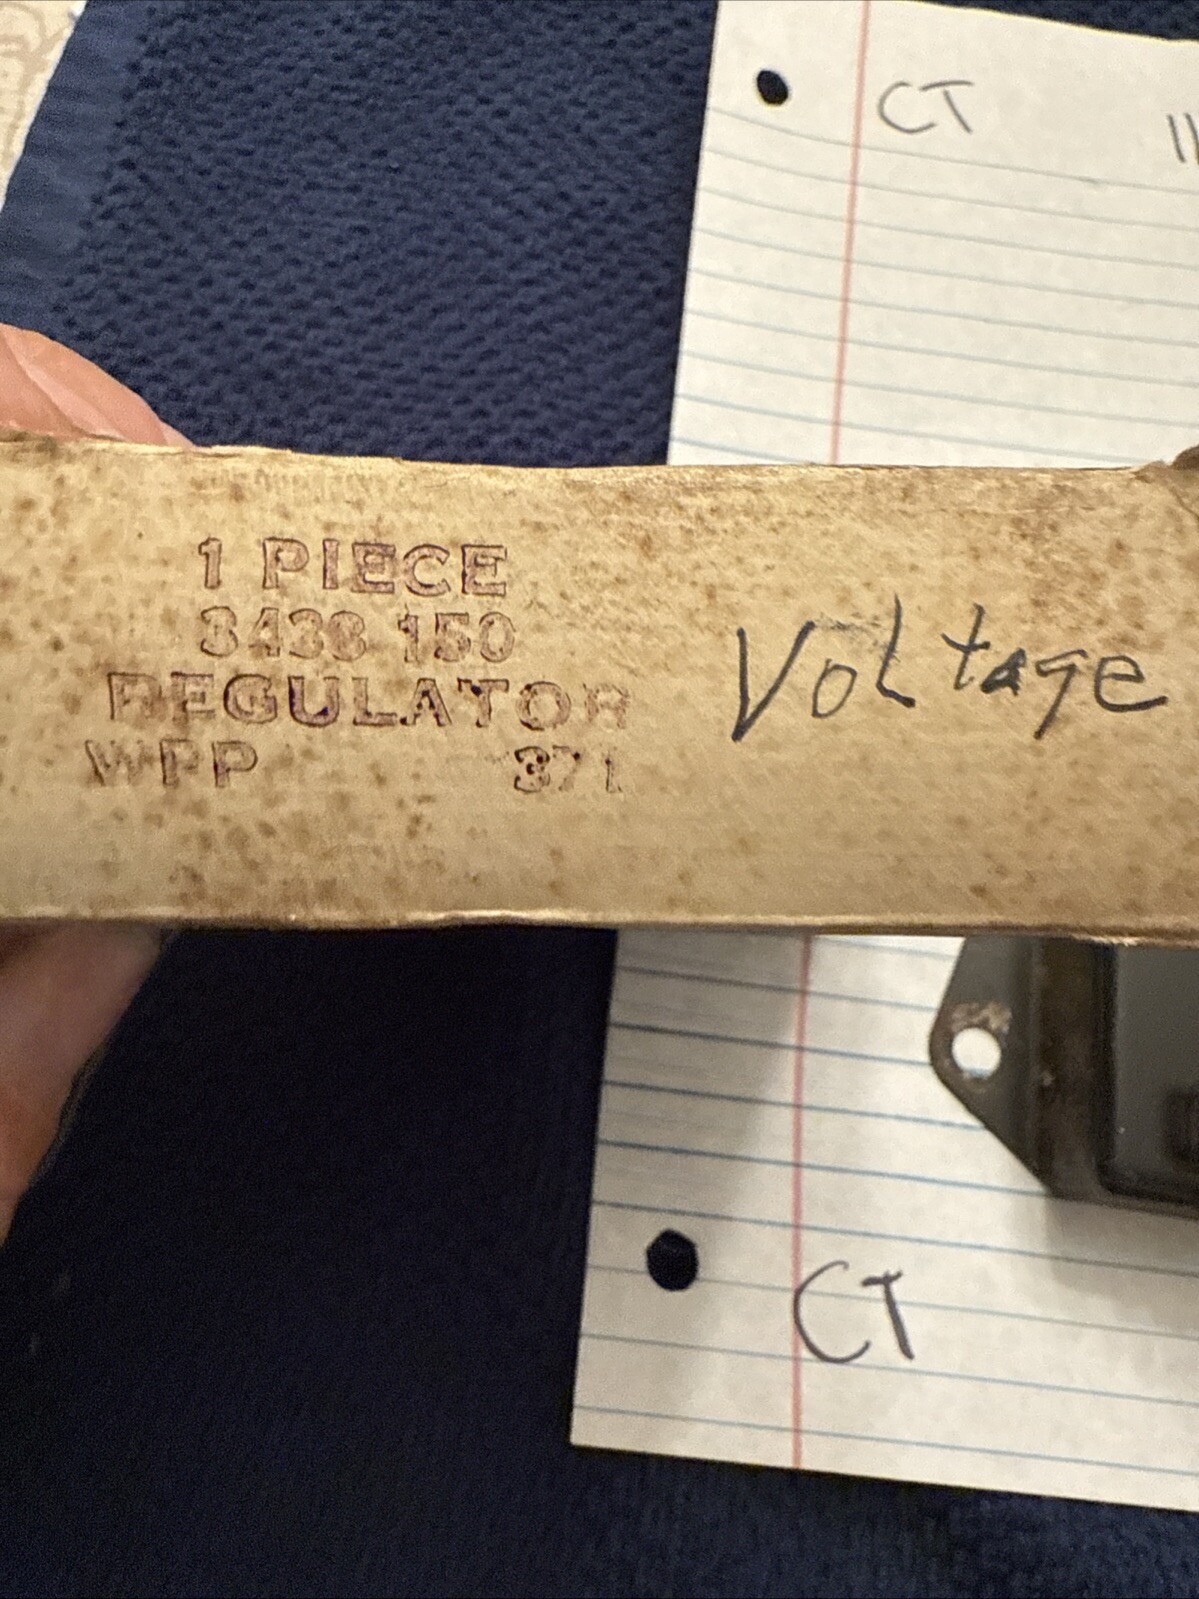 CT
1 PIECE
3438 150
REGULATOR
WPP 371
Voltage
CT